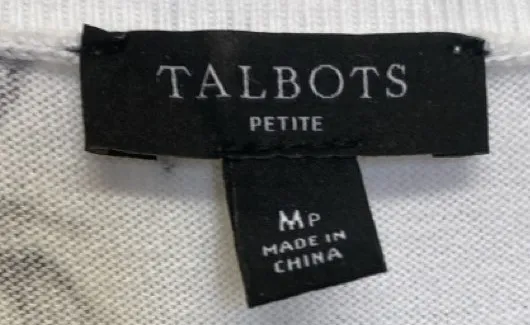 TALBOTS
PETITE
MP
MADE IN
CHINA